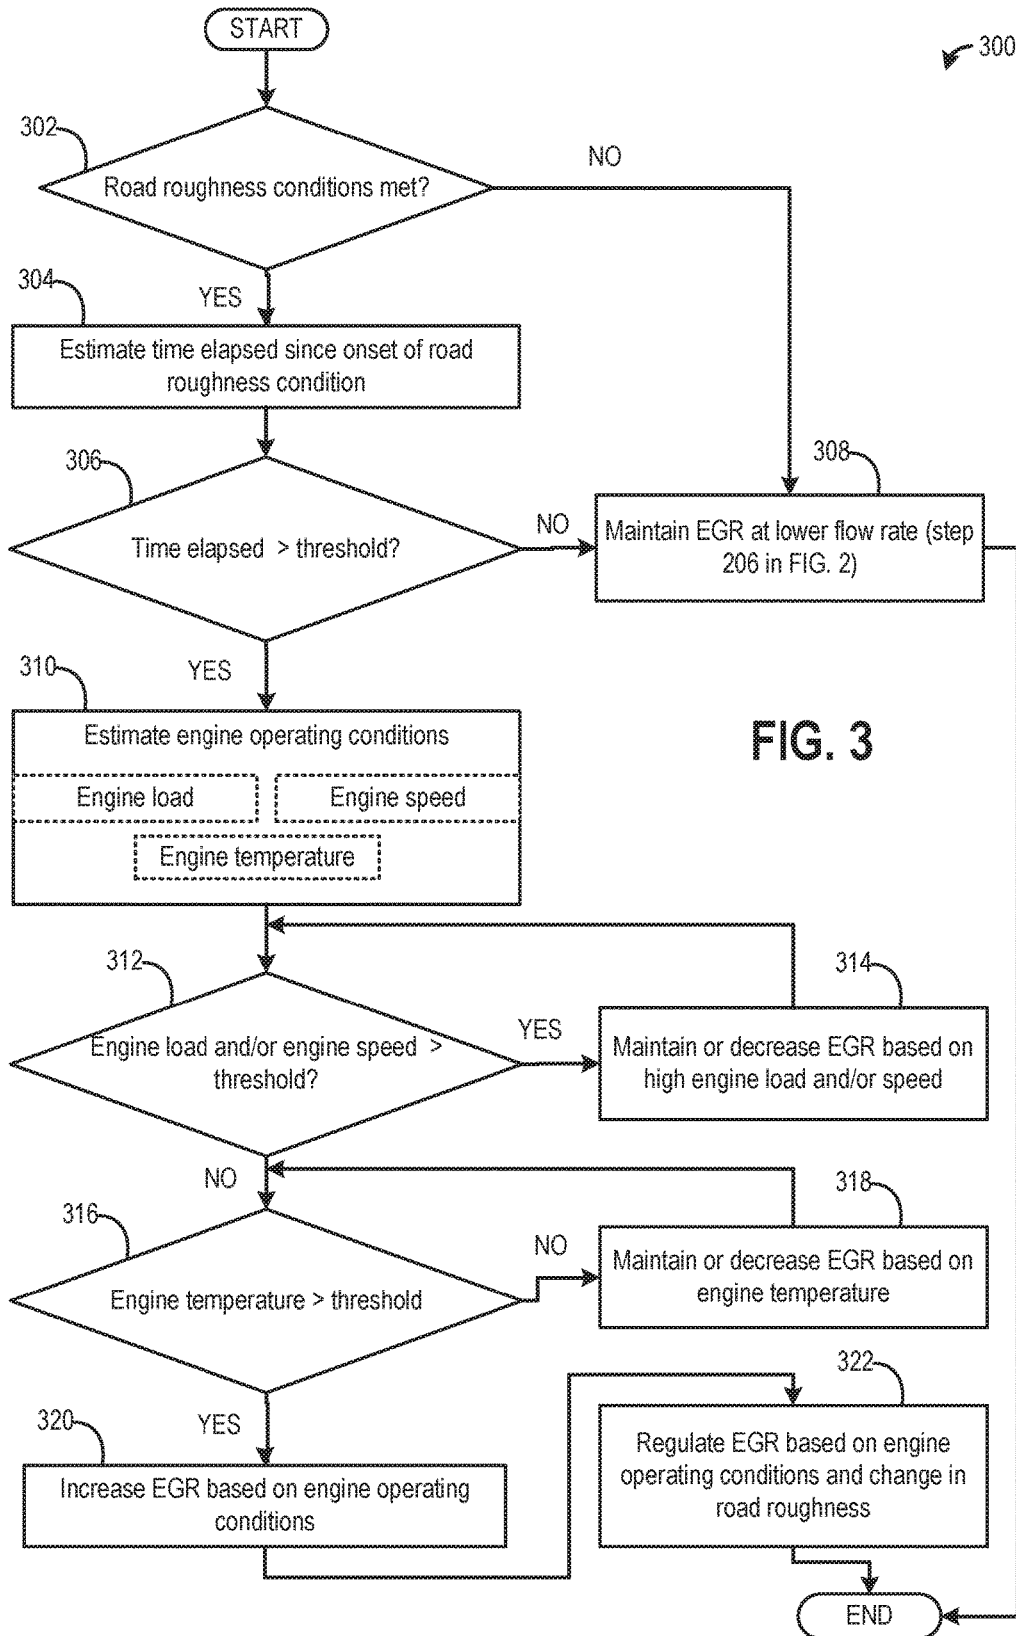 START
300
302
Road roughness conditions met?
NO
304
YES
Estimate time elapsed since onset of road
roughness condition
306
Time elapsed > threshold?
NO
308
Maintain EGR at lower flow rate (step
206 in FIG. 2)
YES
310
Estimate engine operating conditions
Engine load
Engine speed
Engine temperature
FIG. 3
312
Engine load and/or engine speed >
threshold?
YES
314
Maintain or decrease EGR based on
high engine load and/or speed
NO
316
Engine temperature > threshold
NO
318
Maintain or decrease EGR based on
engine temperature
YES
320
Increase EGR based on engine operating
conditions
322
Regulate EGR based on engine
operating conditions and change in
road roughness
END